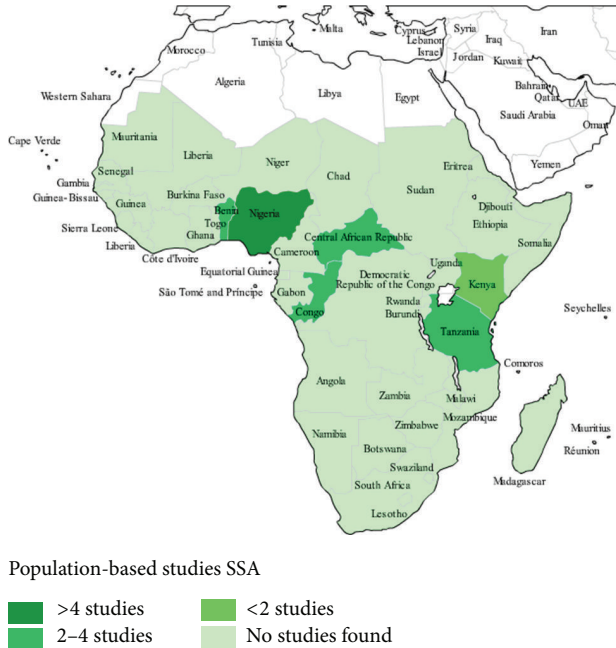 Malta
Cyprus
Syria
Tunisia
Lebanon
Iraq
Iran
Morocco
Israel
Jordan
Kuwait
Algeria
Libya
Egypt
Bahrain
Qatar
UAE
Western Sahara
Saudi Arabia
Oman
Cape Verde
Mauritania
Liberia
Niger
Chad
Eritrea
Yemen
Senegal
Gambia
Sudan
Guinea-Bissau
Burkina Faso
Djibouti
Guinea
Beniu
Nigeria
Ethiopia
Togo
Sierra Leone
Ghana
Central African Republic
Somalia
Liberia
Cameroon
Côte d'Ivoire
Uganda
Equatorial Guinea
Democratic
Republic of the Congo
Kenya
São Tomé and Príncipe
Gabon
Rwanda
Congo
Burundi
Seychelles
Tanzania
Comoros
Angola
Zambia
Malawi
Mozambique
Zimbabwe
Mauritius
Namibia
Botswana
Réunion
Swaziland
Madagascar
South Africa
Lesotho
Population-based studies SSA
>4 studies
<2 studies
2–4 studies
No studies found